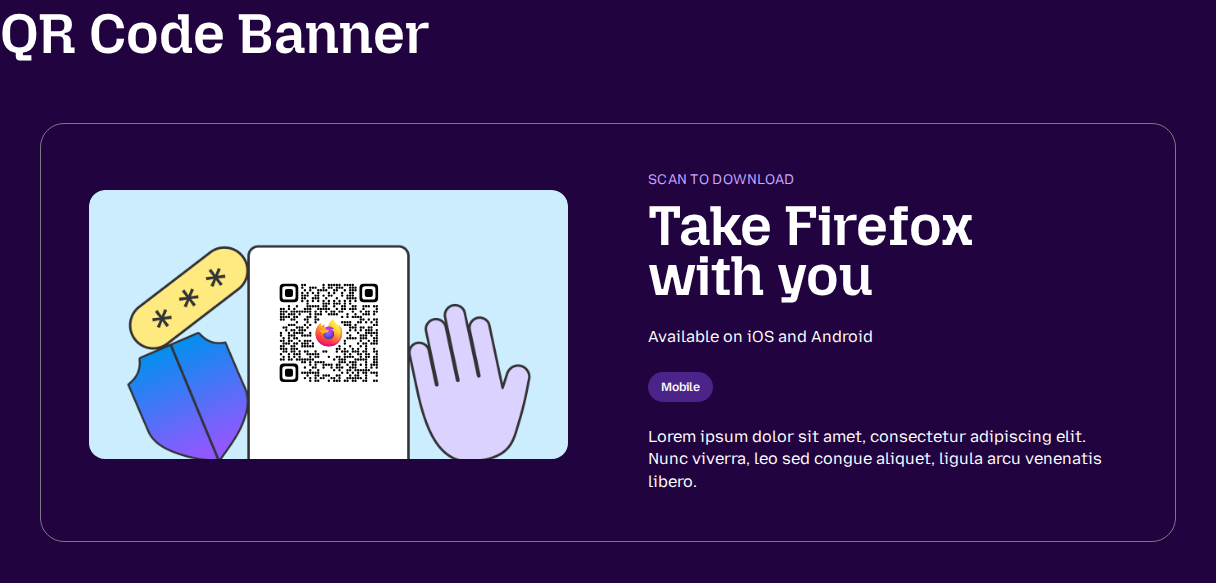 QR Code Banner
* * *
SCAN TO DOWNLOAD
Take Firefox
with you
Available on iOS and Android
Mobile
Lorem ipsum dolor sit amet, consectetur adipiscing elit.
Nunc viverra, leo sed congue aliquet, ligula arcu venenatis
libero.